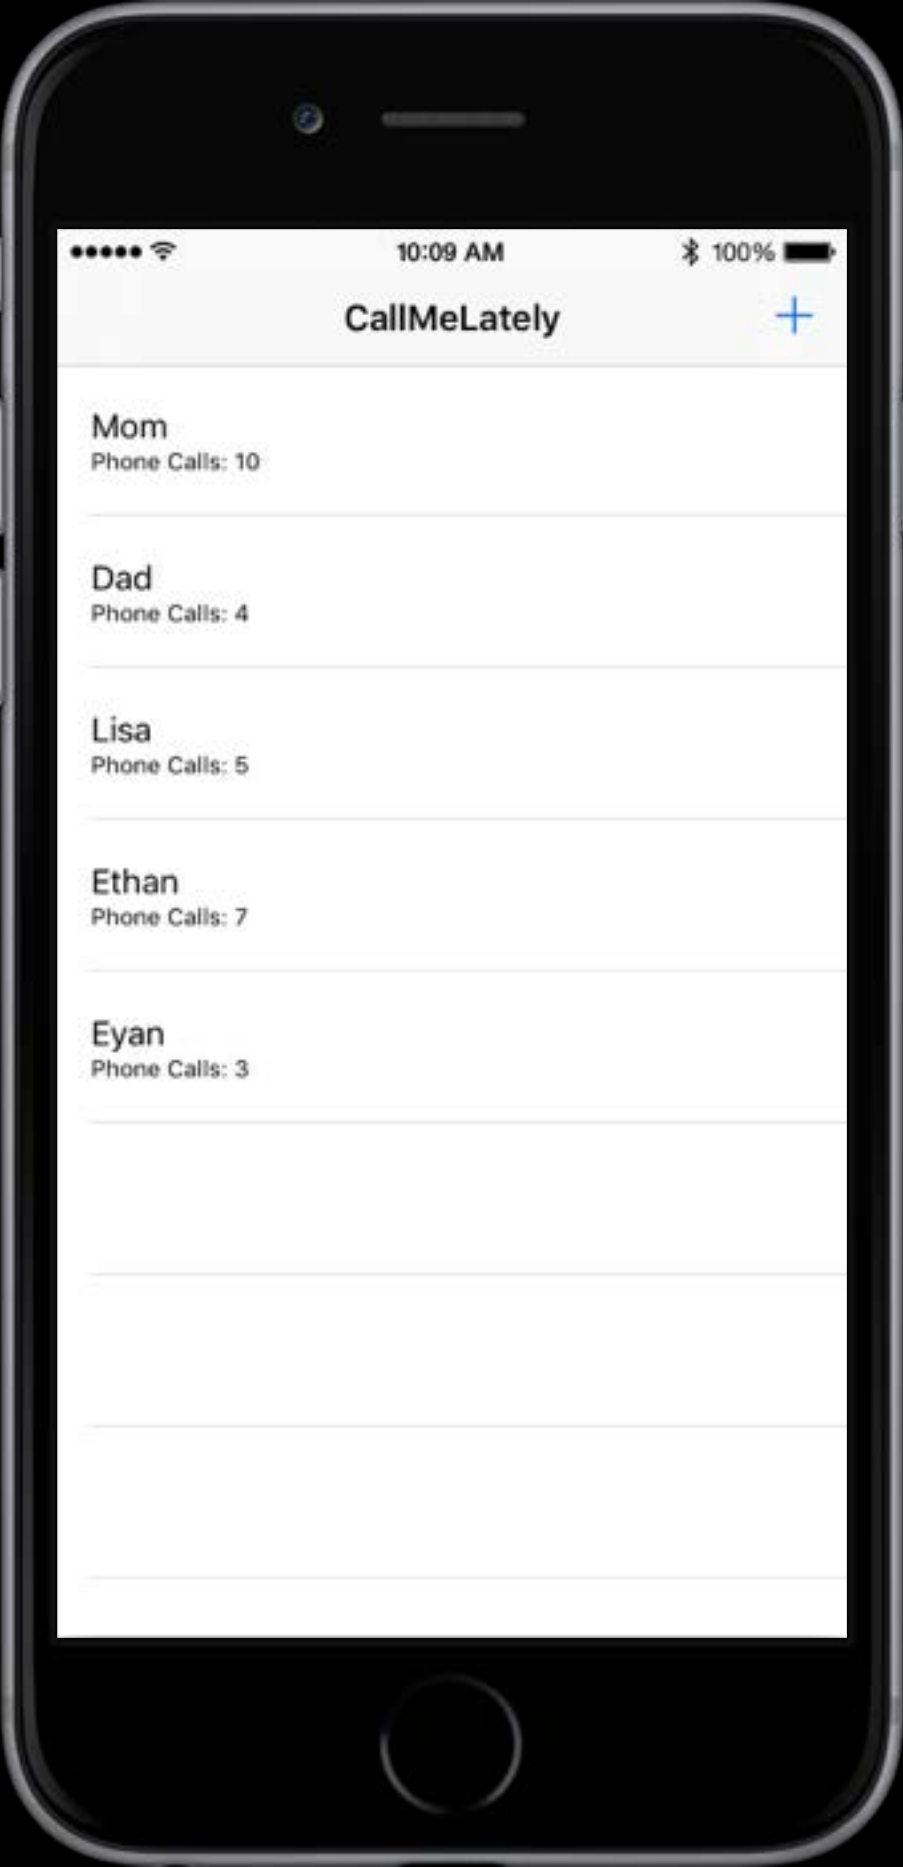 10:09 AM 100%
CallMeLately
Mom
Phone Calls: 10
Dad
Phone Calls: 4
Lisa
Phone Calls: 5
Ethan
Phone Calls: 7
Eyan
Phone Calls: 3